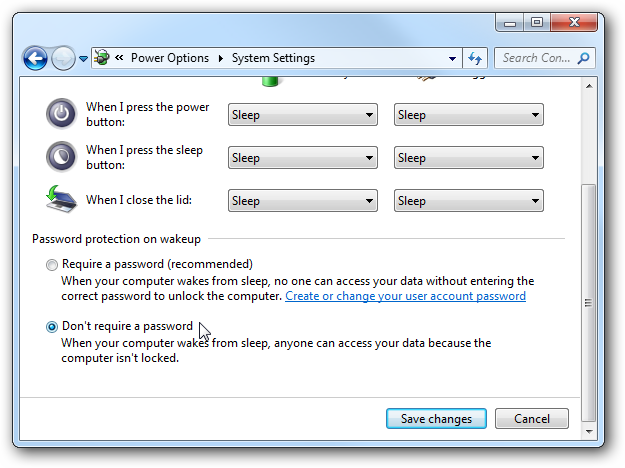 « Power Options ▸ System Settings
Search Con...
When I press the power
button:
Sleep
Sleep
When I press the sleep
button:
Sleep
Sleep
When I close the lid:
Sleep
Sleep
Password protection on wakeup
Require a password (recommended)
When your computer wakes from sleep, no one can access your data without entering the
correct password to unlock the computer. Create or change your user account password
Don't require a password
When your computer wakes from sleep, anyone can access your data because the
computer isn't locked.
Save changes
Cancel